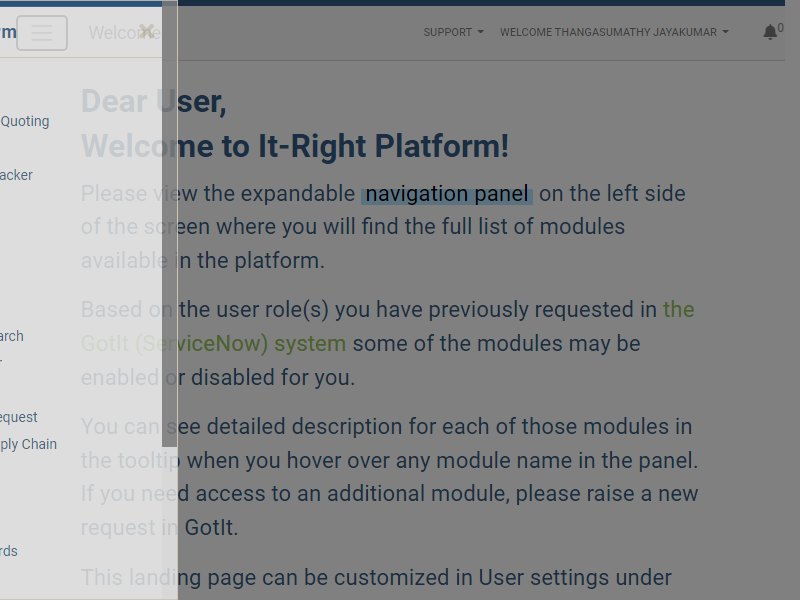 rm
Welcome
SUPPORT
WELCOME THANGASUMATHY JAYAKUMAR
0
Dear User,
Welcome to It-Right Platform!
Please view the expandable navigation panel on the left side
of the screen where you will find the full list of modules
available in the platform.
Based on the user role(s) you have previously requested in the
GotIt (ServiceNow) system some of the modules may be
enabled or disabled for you.
You can see detailed description for each of those modules in
the tooltip when you hover over any module name in the panel.
If you need access to an additional module, please raise a new
request in GotIt.
This landing page can be customized in User settings under
Quoting
acker
arch
r
equest
ply Chain
rds